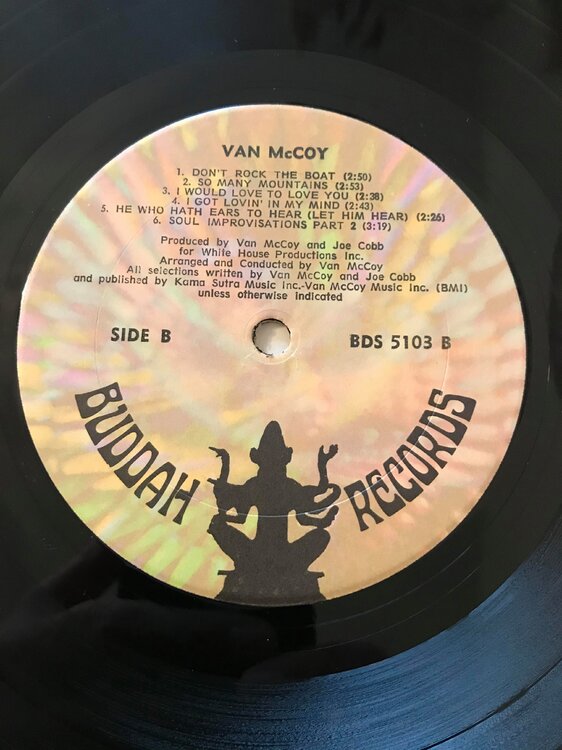 VAN McCOY
1. DON'T ROCK THE BOAT (2:50)
2. SO MANY MOUNTAINS (2:53)
3. I WOULD LOVE TO LOVE YOU (2:38)
4. I GOT LOVIN' IN MY MIND (2:43)
5. HE WHO HATH EARS TO HEAR (LET HIM HEAR) (2:26)
6. SOUL IMPROVISATIONS PART 2 (3:19)
Produced by Van McCoy and Joe Cobb
for White House Productions Inc.
Arranged and Conducted by Van McCoy
All selections written by Van McCoy and Joe Cobb
and published by Kama Sutra Music Inc.-Van McCoy Music Inc. (BMI)
unless otherwise indicated
SIDE B
BDS 5103 B
BUDDAH RECORDS